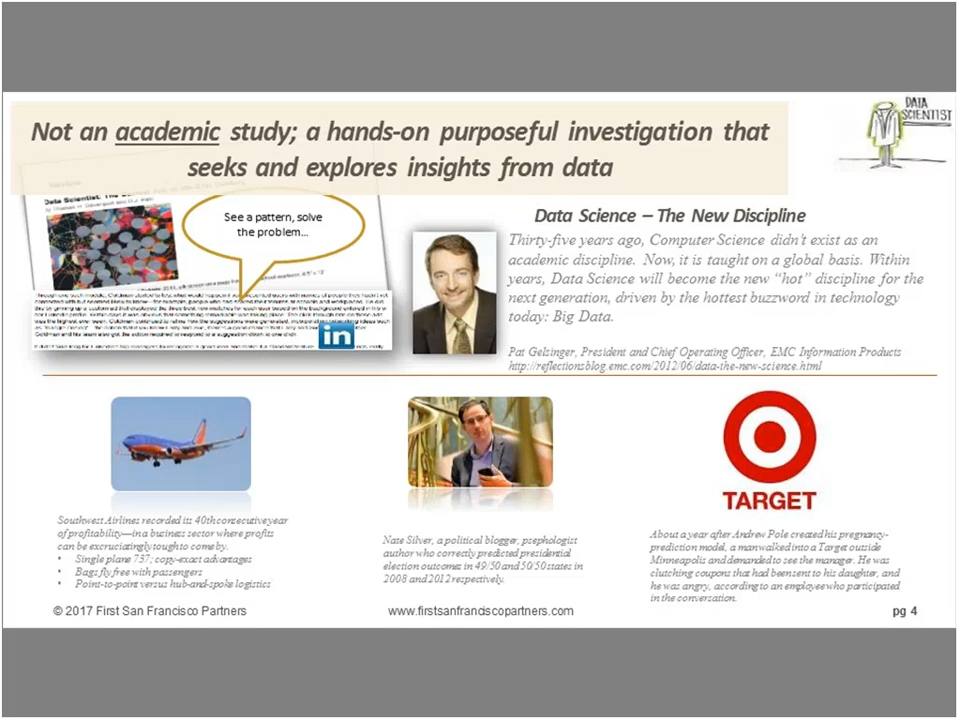 Not an academic study; a hands-on purposeful investigation that
seeks and explores insights from data
DATA
SCIENTIST
Data Scientist: The
See a pattern, solve
the problem...
in
Data Science – The New Discipline
Thirty-five years ago, Computer Science didn't exist as an
academic discipline. Now, it is taught on a global basis. Within
years, Data Science will become the new “hot” discipline for the
next generation, driven by the hottest buzzword in technology
today: Big Data.
Pat Gelsinger, President and Chief Operating Officer, EMC Information Products
http://reflectionsblog.emc.com/2012/06/data-the-new-science.html
TARGET
Southwest Airlines recorded its 40th consecutive year
of profitability—in a business sector where profits
can be excruciatingly tough to come by.
• Single plane 737; copy-exact advantages
• Bags fly free with passengers
• Point-to-point versus hub-and-spoke logistics
Nate Silver, a political blogger, psephologist
author who correctly predicted presidential
election outcomes in 49/50 and 50/50 states in
2008 and 2012 respectively.
About a year after Andrew Pole created his pregnancy-
prediction model, a man walked into a Target outside
Minneapolis and demanded to see the manager. He was
clutching coupons that had been sent to his daughter, and
he was angry, according to an employee who participated
in the conversation.
© 2017 First San Francisco Partners
www.firstsanfranciscopartners.com
pg 4